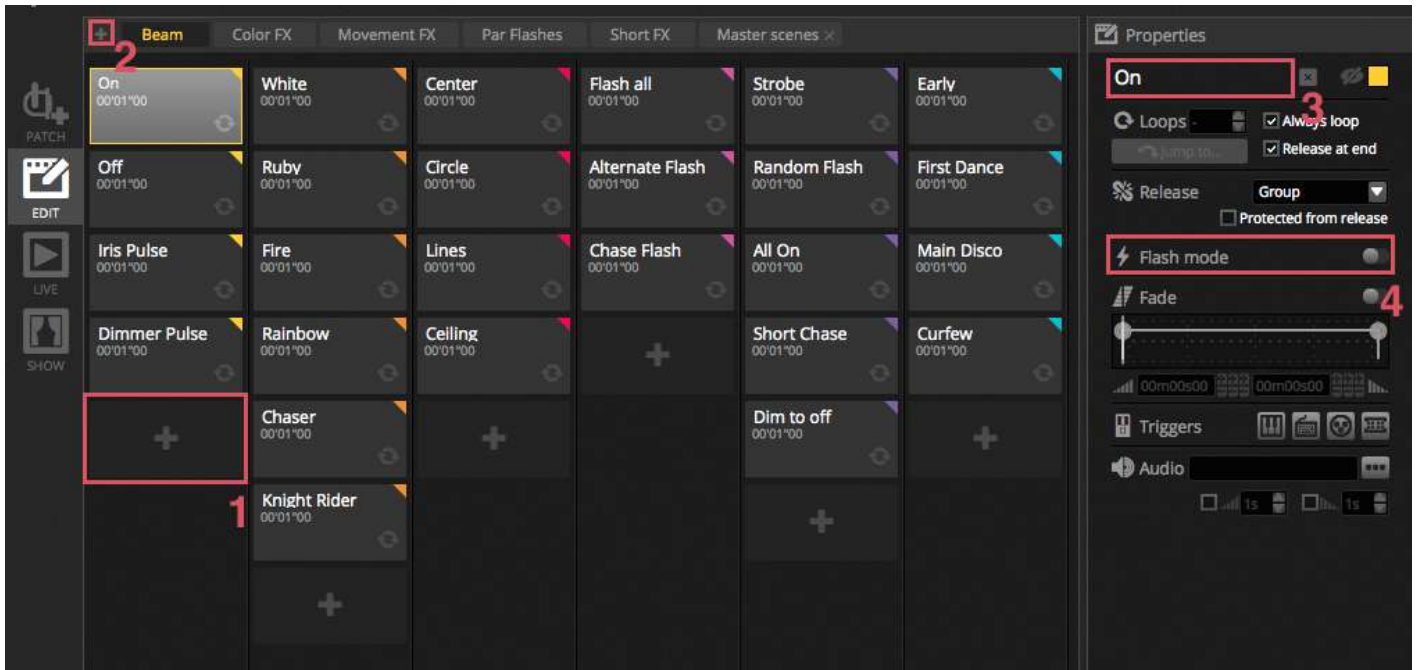 Beam Color FX Movement FX Par Flashes Short FX Master scenes ×
2
PATCH
EDIT
LIVE
SHOW
On
00'01"00
White
00'01"00
Center
00'01"00
Flash all
00'01"00
Strobe
00'01"00
Early
00'01"00
Off
00'01"00
Ruby
00'01"00
Circle
00'01"00
Alternate Flash
00'01"00
Random Flash
00'01"00
First Dance
00'01"00
Iris Pulse
00'01"00
Fire
00'01"00
Lines
00'01"00
Chase Flash
00'01"00
All On
00'01"00
Main Disco
00'01"00
Dimmer Pulse
00'01"00
Rainbow
00'01"00
Ceiling
00'01"00
Short Chase
00'01"00
Curfew
00'01"00
Chaser
00'01"00
Dim to off
00'01"00
1
Knight Rider
00'01"00
Properties
On
3
Loops - Always loop
Jump to... Release at end
Release Group
Protected from release
Flash mode
Fade
4
00m00s00 00m00s00
Triggers
Audio
1s 1s